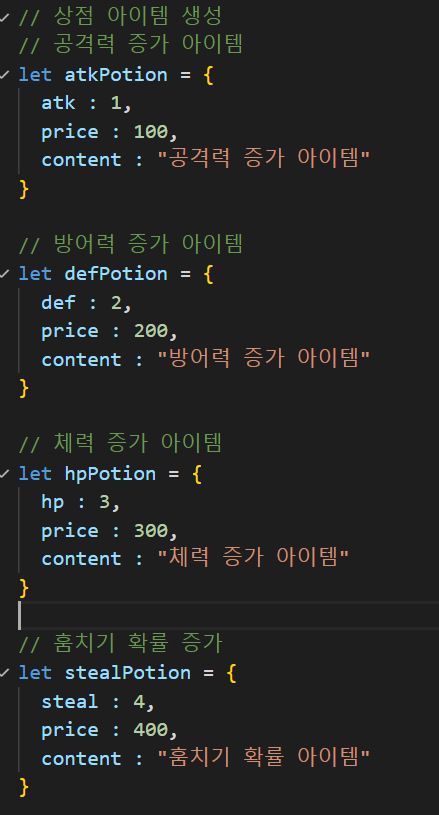 // 상점 아이템 생성
// 공격력 증가 아이템
let atkPotion = {
  atk : 1,
  price : 100,
  content : "공격력 증가 아이템"
}

// 방어력 증가 아이템
let defPotion = {
  def : 2,
  price : 200,
  content : "방어력 증가 아이템"
}

// 체력 증가 아이템
let hpPotion = {
  hp : 3,
  price : 300,
  content : "체력 증가 아이템"
}

// 훔치기 확률 증가
let stealPotion = {
  steal : 4,
  price : 400,
  content : "훔치기 확률 아이템"
}